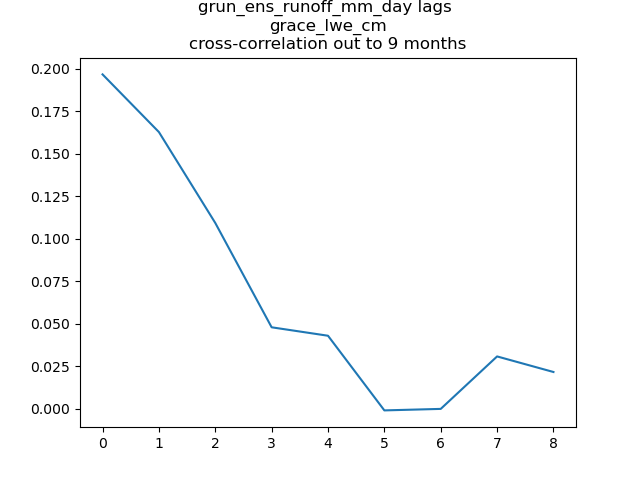 grun_ens_runoff_mm_day lags
grace_lwe_cm
cross-correlation out to 9 months
0.200
0.175
0.150
0.125
0.100
0.075
0.050
0.025
0.000
0 1 2 3 4 5 6 7 8